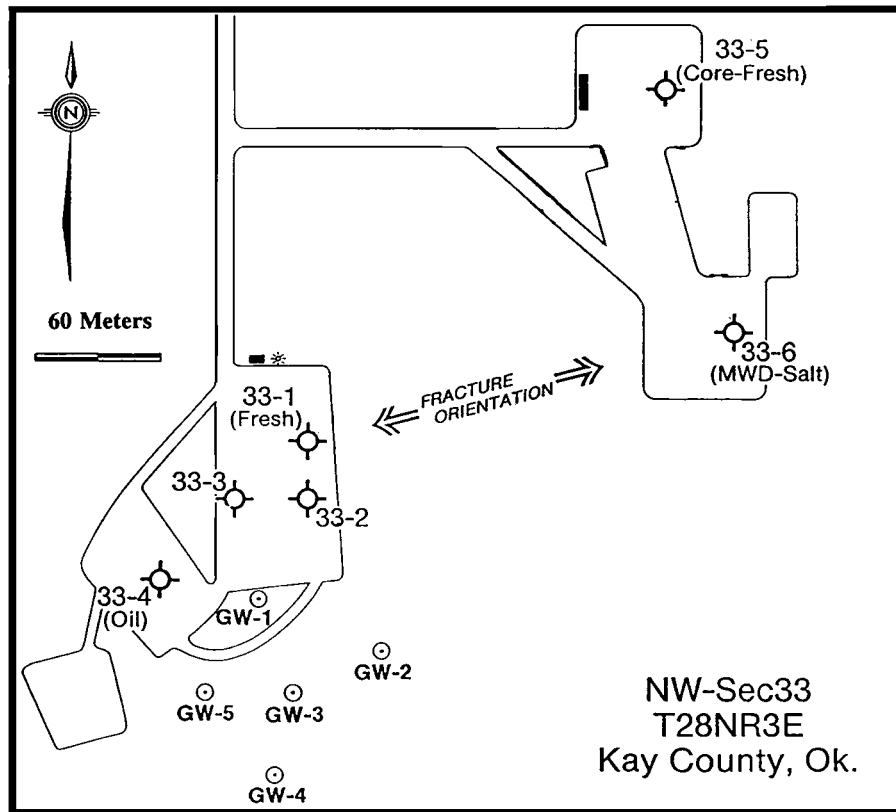 33-5
(Core-Fresh)
N
60 Meters
33-6
(MWD-Salt)
FRACTURE
ORIENTATION
33-1
(Fresh)
33-3
33-2
33-4
(Oil)
GW-1
GW-2
GW-5
GW-3
GW-4
NW-Sec33
T28NR3E
Kay County, Ok.